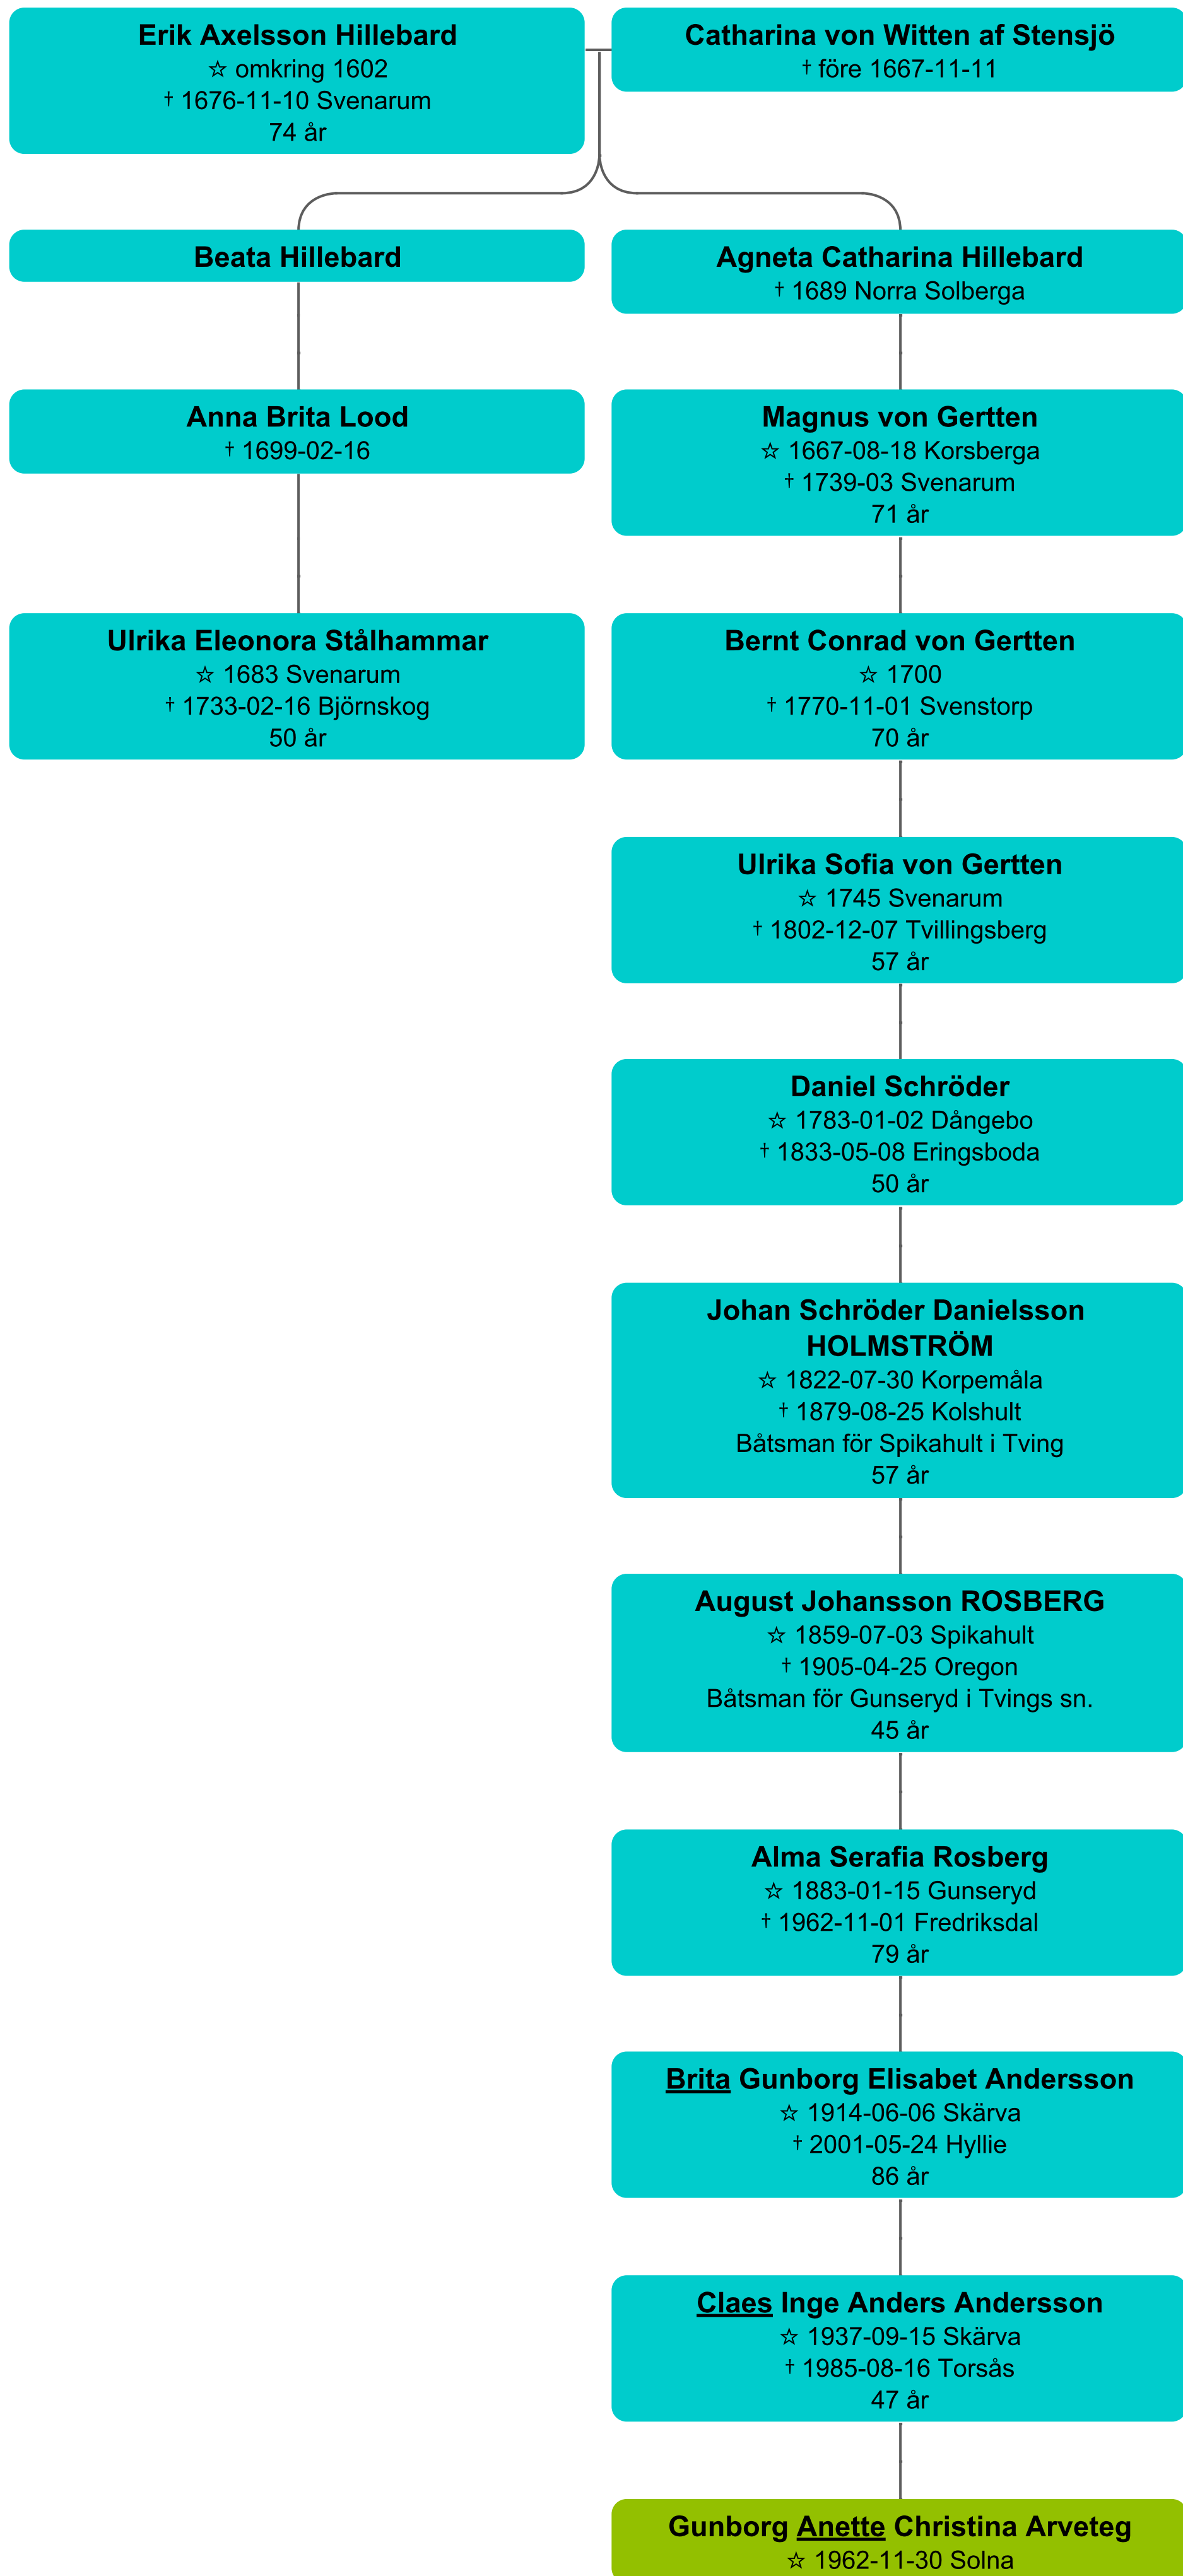 Erik Axelsson Hillebard
☆ omkring 1602
† 1676-11-10 Svenarum
74 år
Catharina von Witten af Stensjö
† före 1667-11-11
Beata Hillebard
Agneta Catharina Hillebard
† 1689 Norra Solberga
Anna Brita Lood
† 1699-02-16
Magnus von Gertten
☆ 1667-08-18 Korsberga
† 1739-03 Svenarum
71 år
Ulrika Eleonora Stålhammar
☆ 1683 Svenarum
† 1733-02-16 Björnskog
50 år
Bernt Conrad von Gertten
☆ 1700
† 1770-11-01 Svenstorp
70 år
Ulrika Sofia von Gertten
☆ 1745 Svenarum
† 1802-12-07 Tvillingsberg
57 år
Daniel Schröder
☆ 1783-01-02 Dångebo
† 1833-05-08 Eringsboda
50 år
Johan Schröder Danielsson
HOLMSTRÖM
☆ 1822-07-30 Korpemåla
† 1879-08-25 Kolshult
Båtsman för Spikahult i Tving
57 år
August Johansson ROSBERG
☆ 1859-07-03 Spikahult
† 1905-04-25 Oregon
Båtsman för Gunseryd i Tvings sn.
45 år
Alma Serafia Rosberg
☆ 1883-01-15 Gunseryd
† 1962-11-01 Fredriksdal
79 år
Brita Gunborg Elisabet Andersson
☆ 1914-06-06 Skärva
† 2001-05-24 Hyllie
86 år
Claes Inge Anders Andersson
☆ 1937-09-15 Skärva
† 1985-08-16 Torsås
47 år
Gunborg Anette Christina Arveteg
☆ 1962-11-30 Solna